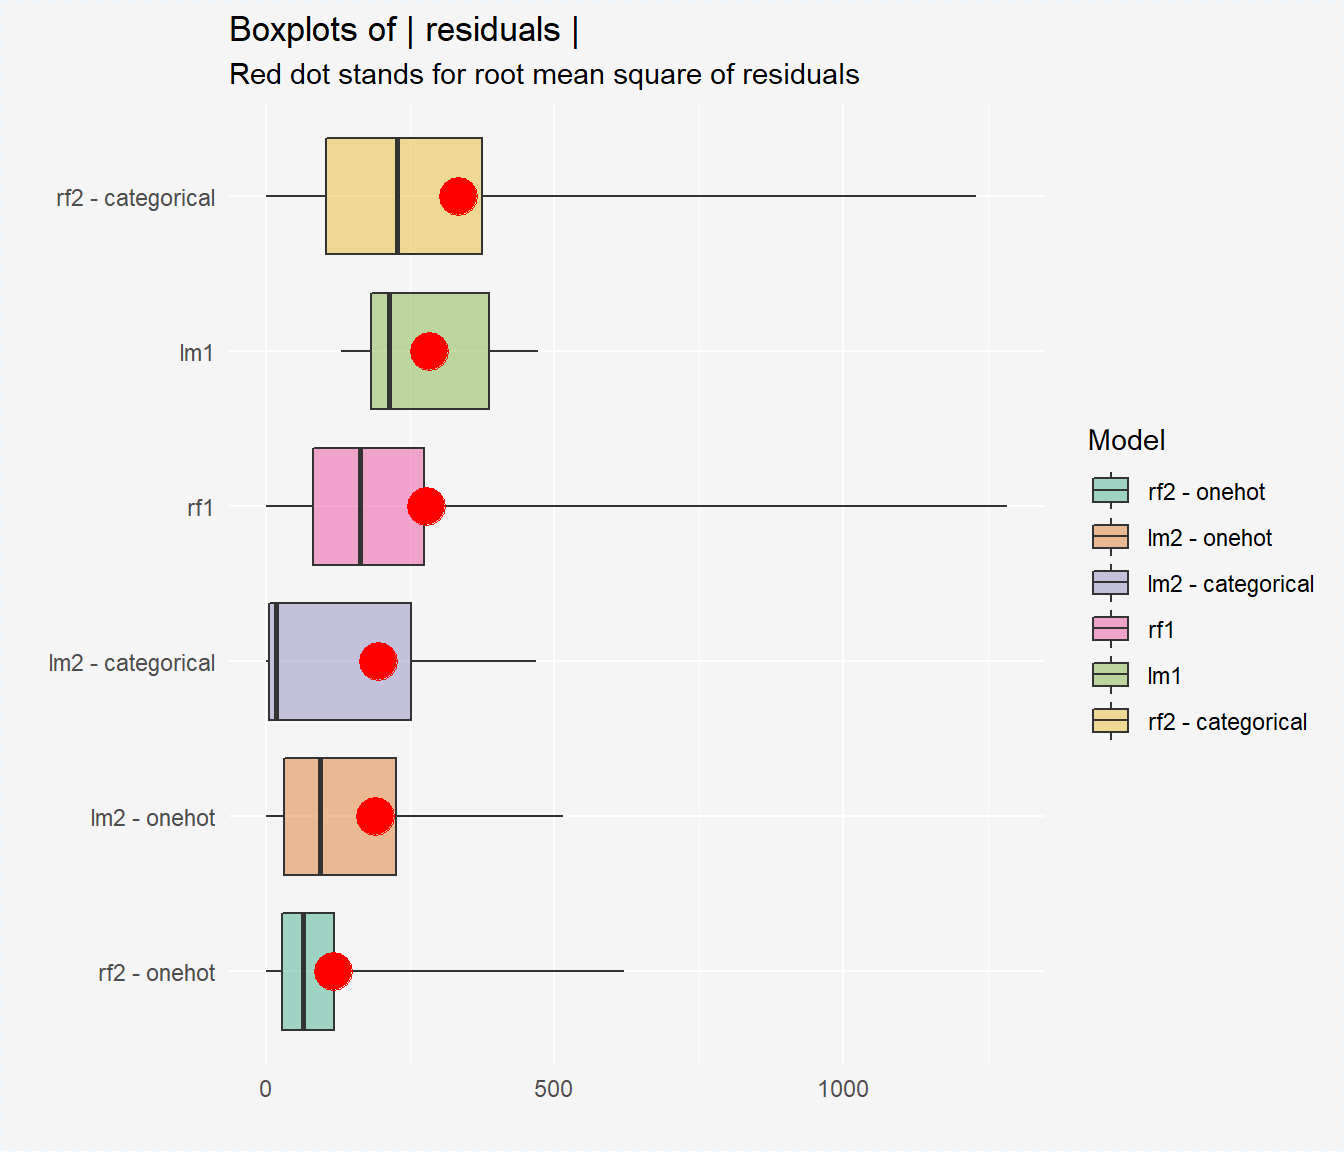 Boxplots of | residuals |
Red dot stands for root mean square of residuals
rf2 - categorical
lm1
rf1
lm2 - categorical
lm2 - onehot
rf2 - onehot
0
500
1000
Model
rf2 - onehot
lm2 - onehot
lm2 - categorical
rf1
lm1
rf2 - categorical